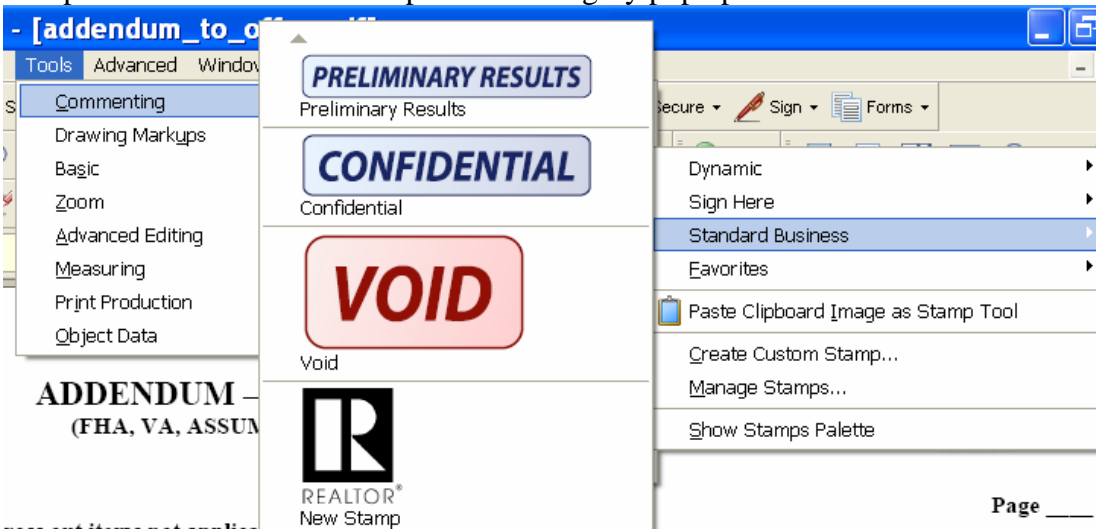 - [addendum_to_o
Tools Advanced Window
Secure Sign Forms
Commenting
Drawing Markups
Basic
Zoom
Advanced Editing
Measuring
Print Production
Object Data
PRELIMINARY RESULTS
Preliminary Results
CONFIDENTIAL
Confidential
VOID
Void
REALTOR®
New Stamp
Dynamic
Sign Here
Standard Business
Favorites
Paste Clipboard Image as Stamp Tool
Create Custom Stamp...
Manage Stamps...
Show Stamps Palette
ADDENDUM –
(FHA, VA, ASSUM
Page ____